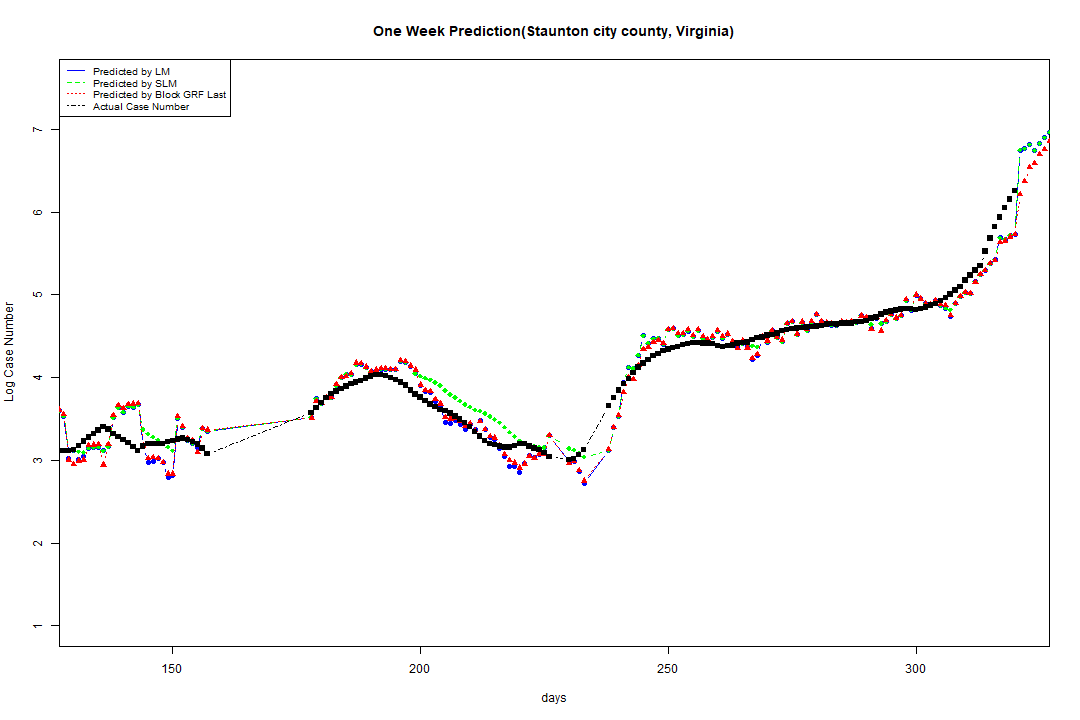 One Week Prediction(Staunton city county, Virginia)
Predicted by LM
Predicted by SLM
Predicted by Block GRF Last
Actual Case Number
7
6
5
4
3
2
1
Log Case Number
150 200 250 300
days